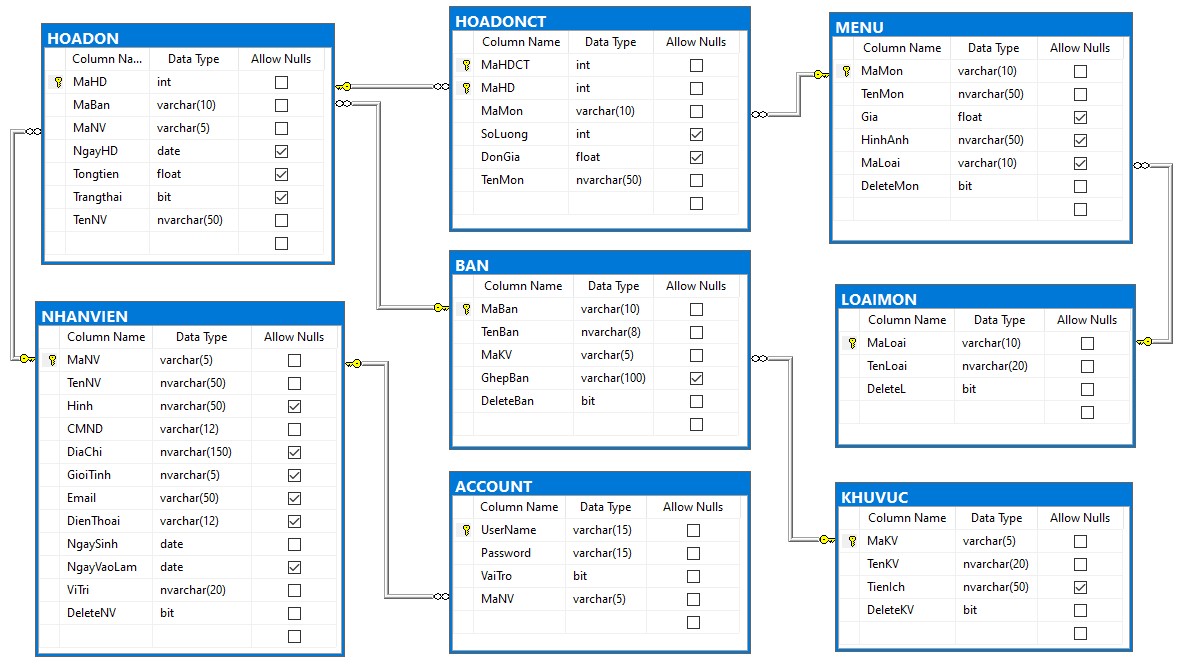 HOADON
Column Na... Data Type Allow Nulls
MaHD int
MaBan varchar(10)
MaNV varchar(5)
NgayHD date
Tongtien float
Trangthai bit
TenNV nvarchar(50)
HOADONCT
Column Name Data Type Allow Nulls
MaHDCT int
MaHD int
MaMon varchar(10)
SoLuong int
DonGia float
TenMon nvarchar(50)
MENU
Column Name Data Type Allow Nulls
MaMon varchar(10)
TenMon nvarchar(50)
Gia float
HinhAnh nvarchar(50)
MaLoai varchar(10)
DeleteMon bit
NHANVIEN
Column Name Data Type Allow Nulls
MaNV varchar(5)
TenNV nvarchar(50)
Hinh nvarchar(50)
CMND varchar(12)
DiaChi nvarchar(150)
GioiTinh nvarchar(5)
Email varchar(50)
DienThoai varchar(12)
NgaySinh date
NgayVaoLam date
ViTri nvarchar(20)
DeleteNV bit
BAN
Column Name Data Type Allow Nulls
MaBan varchar(10)
TenBan nvarchar(8)
MaKV varchar(5)
GhepBan varchar(100)
DeleteBan bit
LOAIMON
Column Name Data Type Allow Nulls
MaLoai varchar(10)
TenLoai nvarchar(20)
DeleteL bit
ACCOUNT
Column Name Data Type Allow Nulls
UserName varchar(15)
Password varchar(15)
VaiTro bit
MaNV varchar(5)
KHUVUC
Column Name Data Type Allow Nulls
MaKV varchar(5)
TenKV nvarchar(20)
TienIch nvarchar(50)
DeleteKV bit